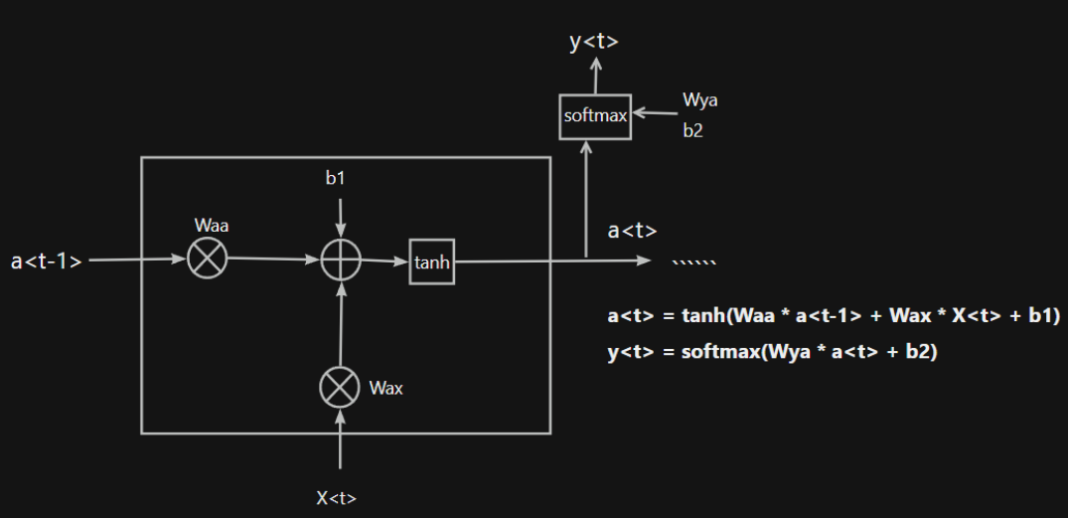 y<t>
softmax
Wya
b2
b1
Waa
a<t-1>
tanh
a<t>
......
a<t> = tanh(Waa * a<t-1> + Wax * X<t> + b1)
y<t> = softmax(Wya * a<t> + b2)
Wax
X<t>